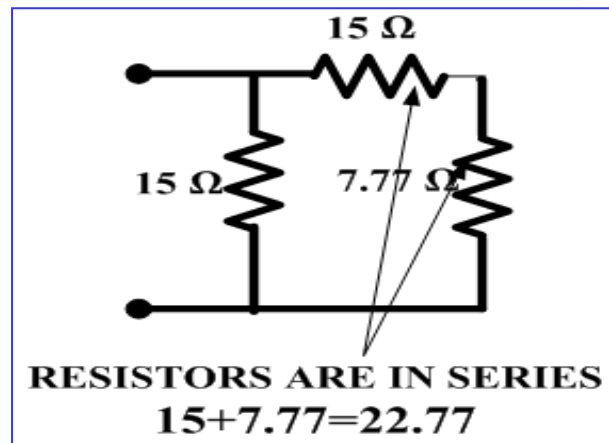 15 Ω
15 Ω
7.77 Ω
RESISTORS ARE IN SERIES
15+7.77=22.77